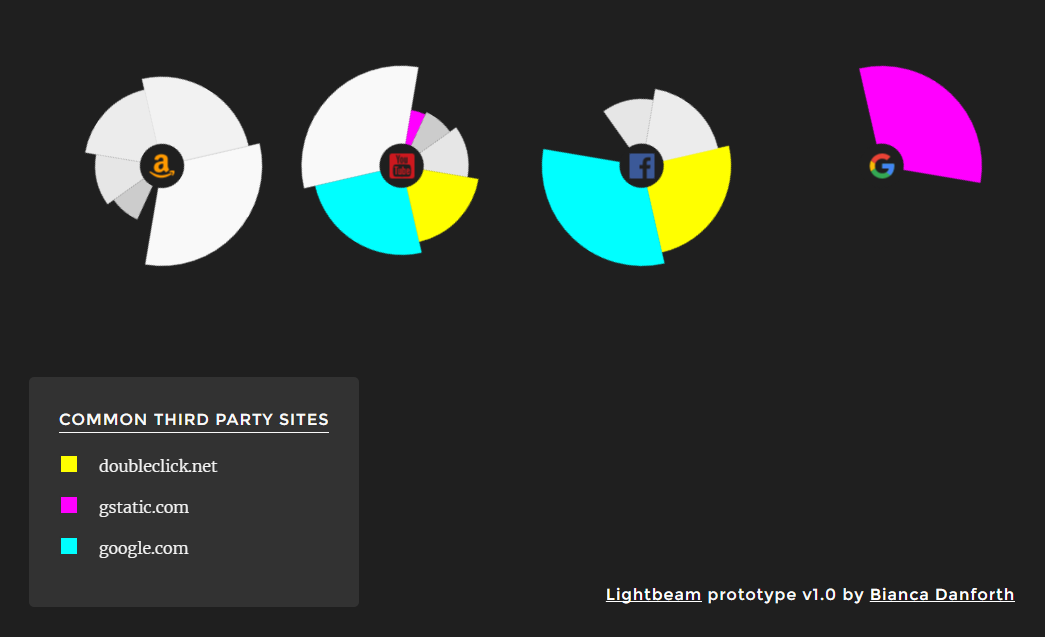 a
You
Tube
f
G
COMMON THIRD PARTY SITES
doubleclick.net
gstatic.com
google.com
Lightbeam prototype v1.0 by Bianca Danforth